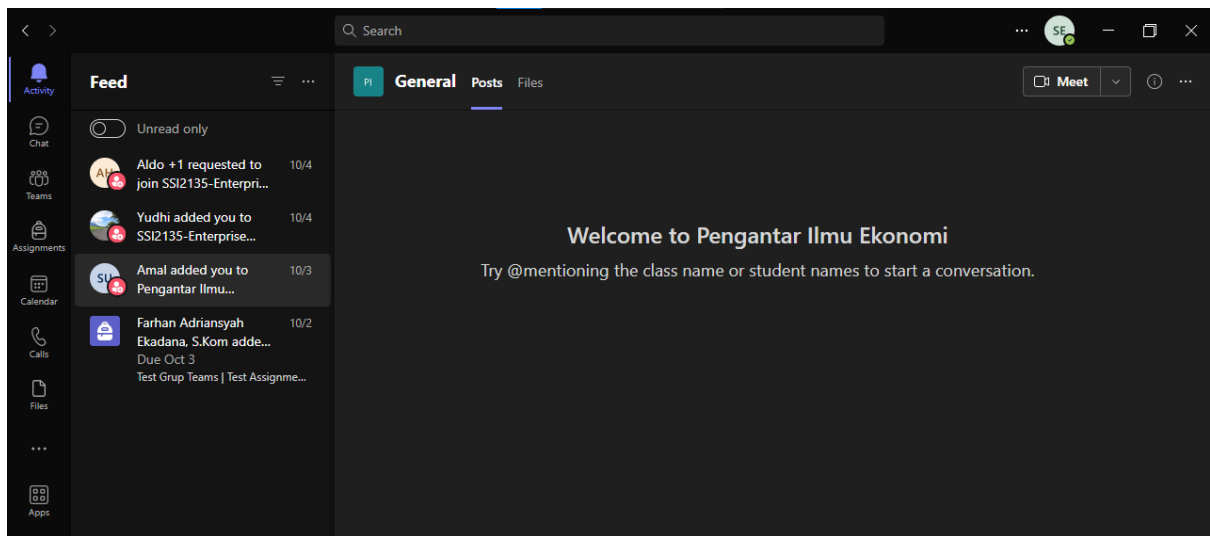 Search
SE
Activity
Chat
Teams
Assignments
Calendar
Calls
Files
Apps
Feed
Unread only
Aldo +1 requested to 10/4
join SSI2135-Enterpri...
Yudhi added you to 10/4
SSI2135-Enterprise...
SU
Amal added you to 10/3
Pengantar Ilmu...
Farhan Adriansyah 10/2
Ekadana, S.Kom adde...
Due Oct 3
Test Grup Teams | Test Assignme...
PI General Posts Files
Meet
Welcome to Pengantar Ilmu Ekonomi
Try @mentioning the class name or student names to start a conversation.